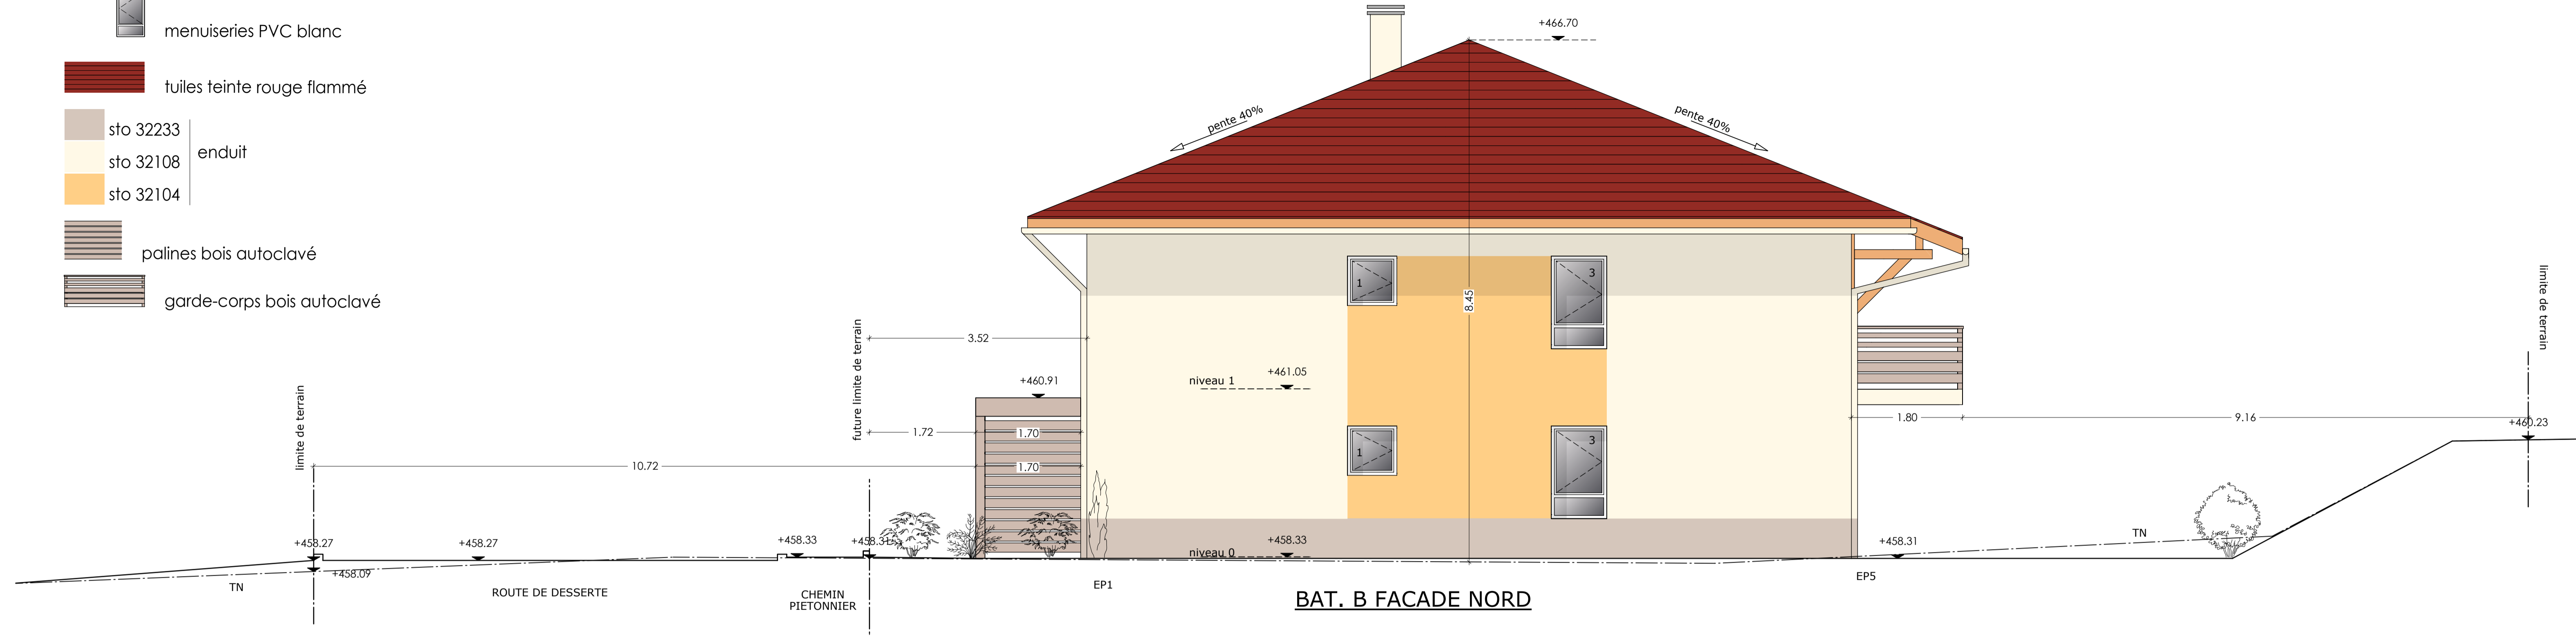 menuiseries PVC blanc
tuiles teinte rouge flammé
sto 32233
sto 32108
enduit
sto 32104
palines bois autoclavé
garde-corps bois autoclavé
+466.70
pente 40%
pente 40%
8.45
1
3
1
3
niveau 1
+461.05
niveau 0
+458.33
future limite de terrain
3.52
+460.91
1.72
1.70
1.70
10.72
limite de terrain
+458.27
+458.09
+458.27
+458.33
+458.31
TN
ROUTE DE DESSERTE
CHEMIN
PIETONNIER
EP1
BAT. B FACADE NORD
EP5
+458.31
TN
1.80
9.16
+460.23
limite de terrain